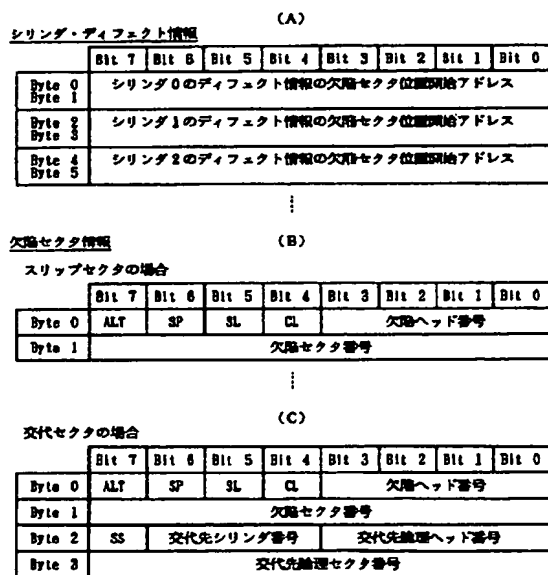 (A)
シリンダ・ディフェクト情報
Bit 7 Bit 6 Bit 5 Bit 4 Bit 3 Bit 2 Bit 1 Bit 0
Byte 0 Byte 1 シリンダ0のディフェクト情報の欠陥セクタ位置開始アドレス
Byte 2 Byte 3 シリンダ1のディフェクト情報の欠陥セクタ位置開始アドレス
Byte 4 Byte 5 シリンダ2のディフェクト情報の欠陥セクタ位置開始アドレス
⋮
欠陥セクタ情報 (B)
スリップセクタの場合
Bit 7 Bit 6 Bit 5 Bit 4 Bit 3 Bit 2 Bit 1 Bit 0
Byte 0 ALT SP SL CL 欠陥ヘッド番号
Byte 1 欠陥セクタ番号
⋮
(C)
交代セクタの場合
Bit 7 Bit 6 Bit 5 Bit 4 Bit 3 Bit 2 Bit 1 Bit 0
Byte 0 ALT SP SL CL 欠陥ヘッド番号
Byte 1 欠陥セクタ番号
Byte 2 SS 交代先シリンダ番号 交代先論理ヘッド番号
Byte 3 交代先論理セクタ番号